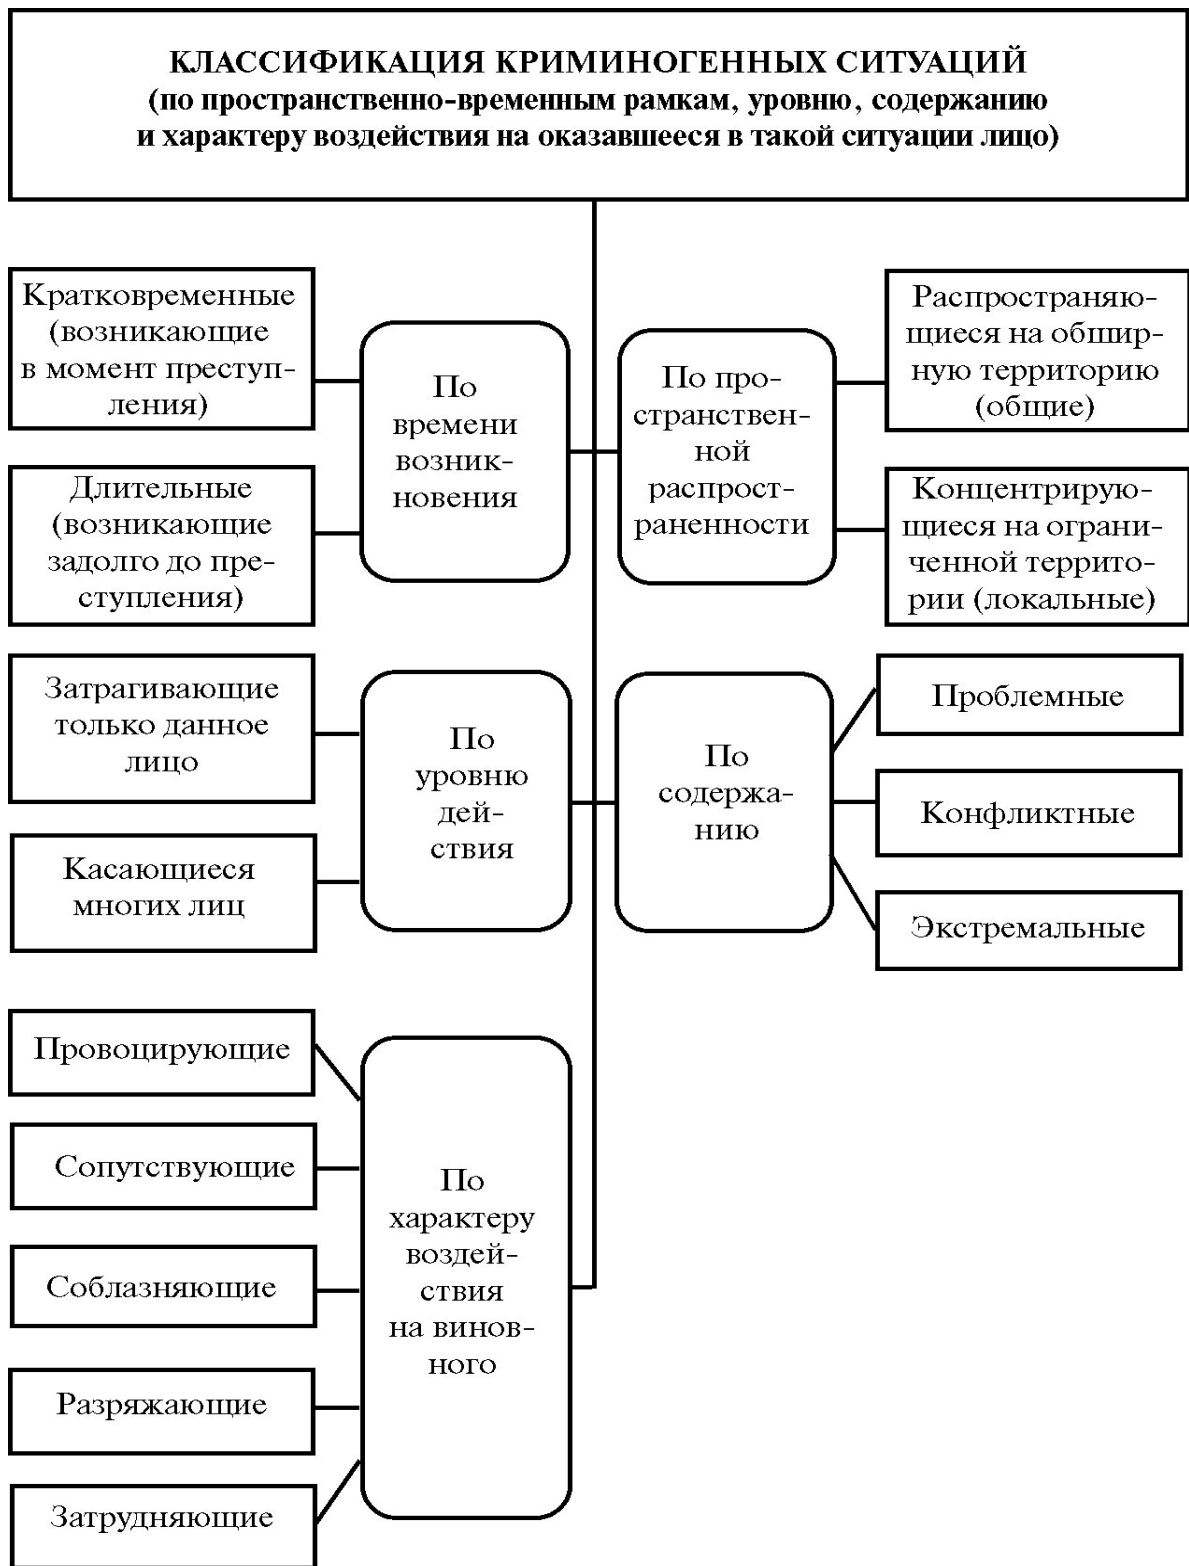 КЛАССИФИКАЦИЯ КРИМИНОГЕННЫХ СИТУАЦИЙ
(по пространственно-временным рамкам, уровню, содержанию
и характеру воздействия на оказавшееся в такой ситуации лицо)
Кратковременные
(возникающие
в момент преступ-
ления)
Длительные
(возникающие
задолго до пре-
ступления)
По
времени
возник-
новения
По про-
странствен-
ной
распрост-
раненности
Распространяю-
щиеся на обшир-
ную территорию
(общие)
Концентрирую-
щиеся на ограни-
ченной террито-
рии (локальные)
Затрагивающие
только данное
лицо
Касающиеся
многих лиц
По
уровню
дей-
ствия
По
содержа-
нию
Проблемные
Конфликтные
Экстремальные
Провоцирующие
Сопутствующие
Соблазняющие
Разряжающие
Затрудняющие
По
характеру
воздей-
ствия
на винов-
ного